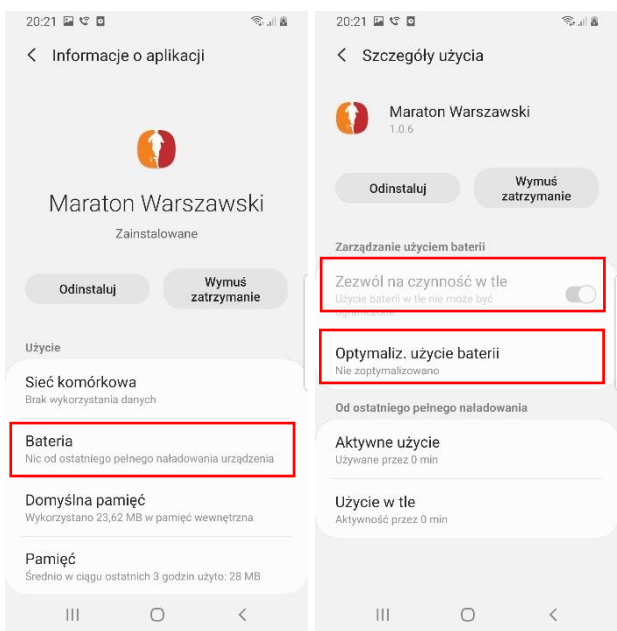 20:21
Informacje o aplikacji
Maraton Warszawski
Zainstalowane
Odinstaluj
Wymuś
zatrzymanie
Użycie
Sieć komórkowa
Brak wykorzystania danych
Bateria
Nic od ostatniego pełnego naładowania urządzenia
Domyślna pamięć
Wykorzystano 23,62 MB w pamięć wewnętrzna
Pamięć
Średnio w ciągu ostatnich 3 godzin użyto: 28 MB
20:21
Szczegóły użycia
Maraton Warszawski
1.0.6
Odinstaluj
Wymuś
zatrzymanie
Zarządzanie użyciem baterii
Zezwól na czynność w tle
Użycie baterii w tle nie może być
ograniczone
Optymaliz. użycie baterii
Nie zoptymalizowano
Od ostatniego pełnego naładowania
Aktywne użycie
Używane przez 0 min
Użycie w tle
Aktywność przez 0 min